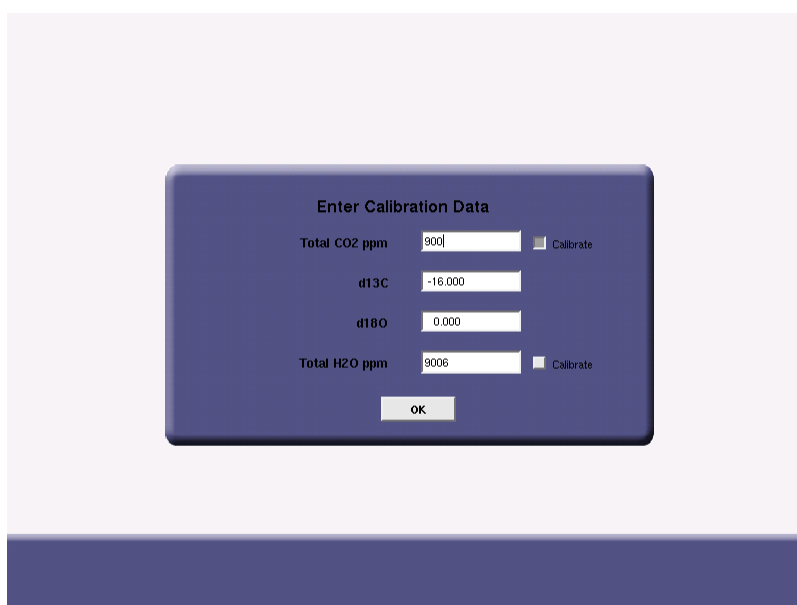 Enter Calibration Data
Total CO2 ppm 900 Calibrate
d13C -16.000
d18O 0.000
Total H2O ppm 9006 Calibrate
OK